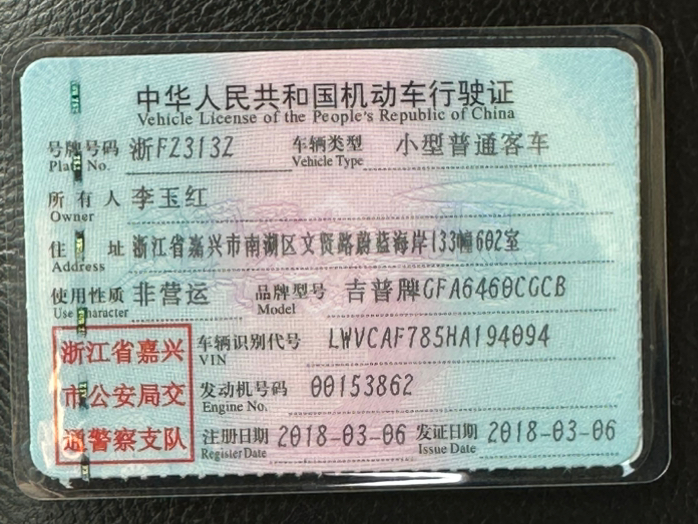 中华人民共和国机动车行驶证
Vehicle License of the People's Republic of China
号牌号码 浙FZ313Z 车辆类型 小型普通客车
Plate No. Vehicle Type
所有人 李玉红
Owner
住址 浙江省嘉兴市南湖区文贤路蔚蓝海岸133幢602室
Address
使用性质 非营运 品牌型号 吉普牌GFA6460CGCB
Use Character Model
浙江省嘉兴
市公安局交
通警察支队
车辆识别代号 LWVCAF785HA194094
VIN
发动机号码 00153862
Engine No.
注册日期 2018-03-06 发证日期 2018-03-06
Register Date Issue Date